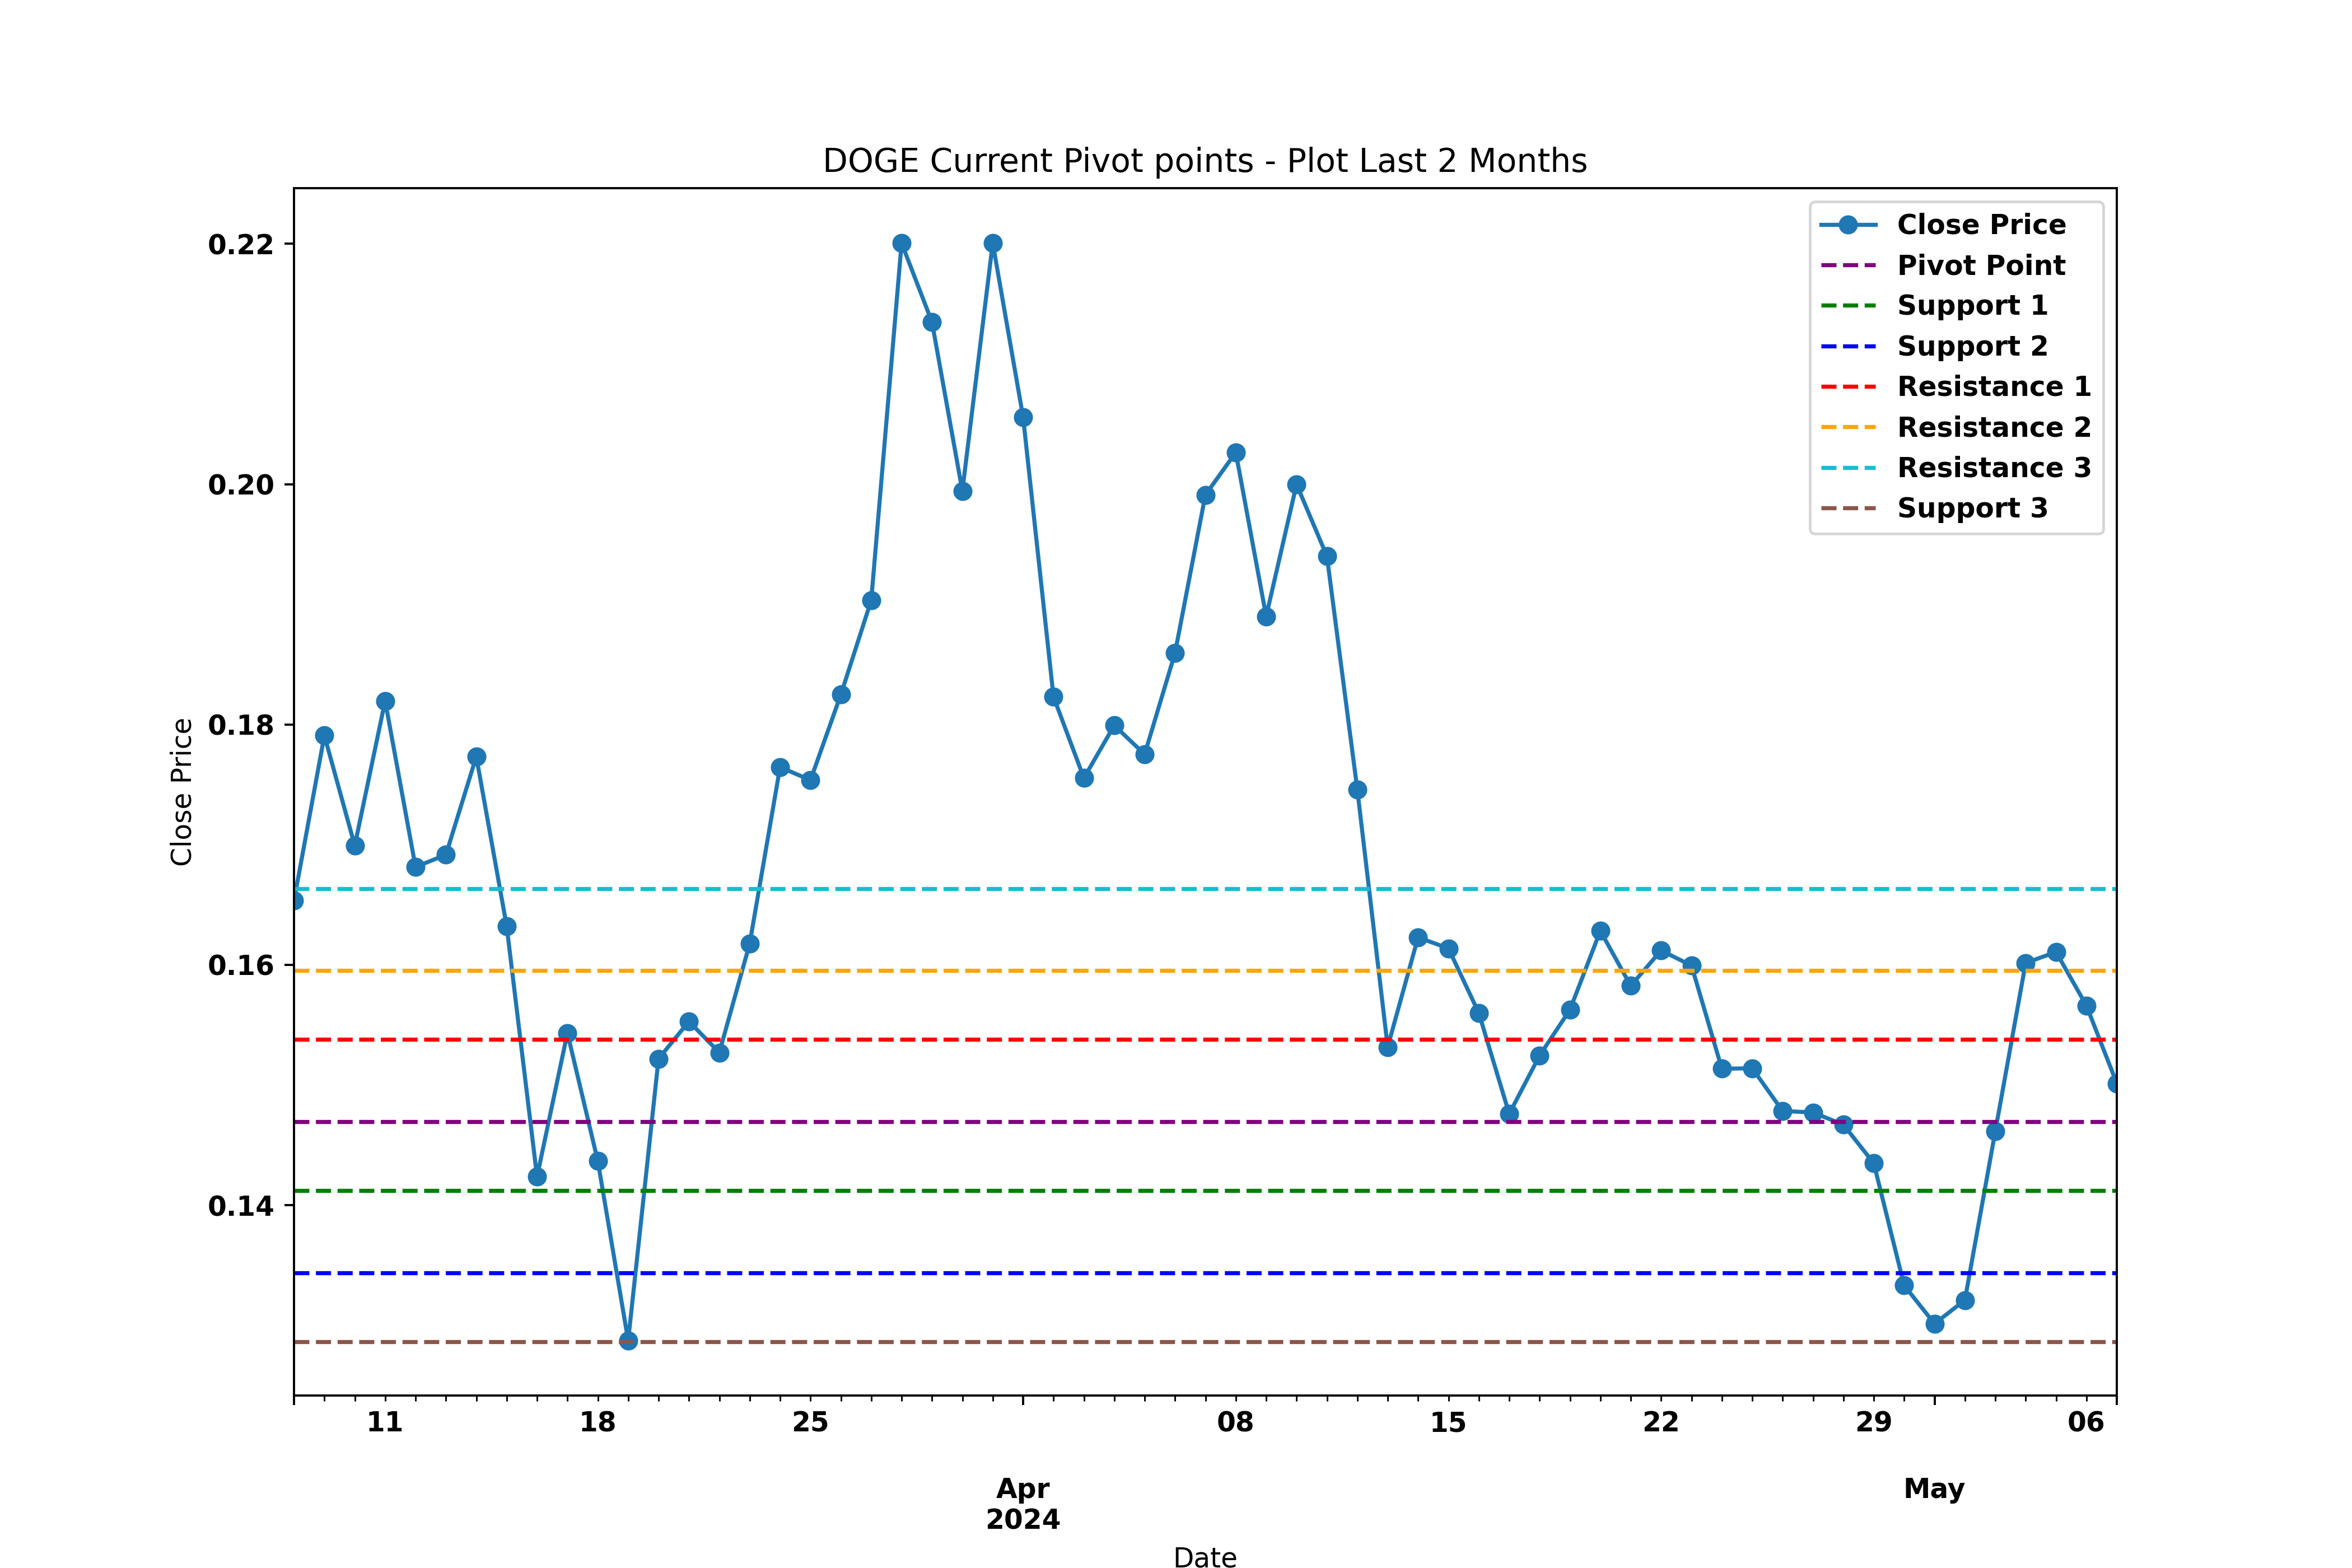 DOGE Current Pivot points - Plot Last 2 Months
Close Price
Pivot Point
Support 1
Support 2
Resistance 1
Resistance 2
Resistance 3
Support 3
Close Price
0.22
0.20
0.18
0.16
0.14
11 18 25 08 15 22 29 06
Apr May
2024
Date